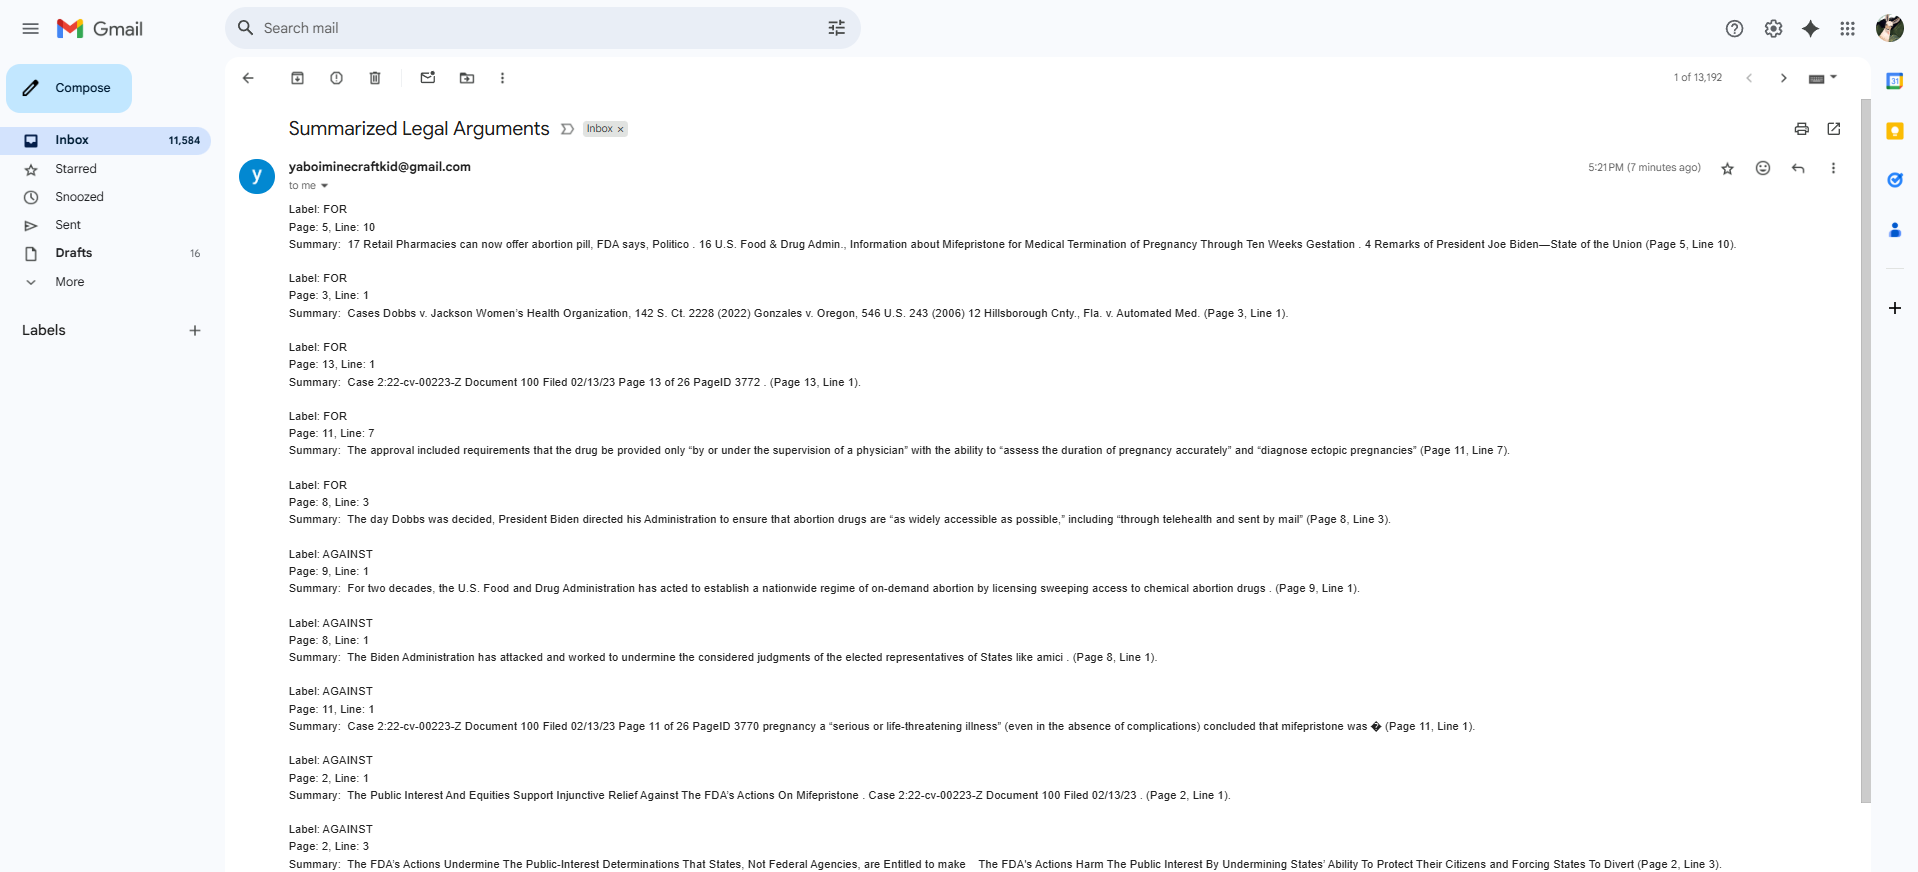 Gmail
Search mail
Compose
Inbox 11,584
Starred
Snoozed
Sent
Drafts 16
More
Labels
1 of 13,192
31
Summarized Legal Arguments Inbox ×
y
yaboiminecraftkid@gmail.com
5:21 PM (7 minutes ago)
to me
Label: FOR
Page: 5, Line: 10
Summary: 17 Retail Pharmacies can now offer abortion pill, FDA says, Politico . 16 U.S. Food & Drug Admin., Information about Mifepristone for Medical Termination of Pregnancy Through Ten Weeks Gestation . 4 Remarks of President Joe Biden—State of the Union (Page 5, Line 10).
Label: FOR
Page: 3, Line: 1
Summary: Cases Dobbs v. Jackson Women's Health Organization, 142 S. Ct. 2228 (2022) Gonzales v. Oregon, 546 U.S. 243 (2006) 12 Hillsborough Cnty., Fla. v. Automated Med. (Page 3, Line 1).
Label: FOR
Page: 13, Line: 1
Summary: Case 2:22-cv-00223-Z Document 100 Filed 02/13/23 Page 13 of 26 PageID 3772 . (Page 13, Line 1).
Label: FOR
Page: 11, Line: 7
Summary: The approval included requirements that the drug be provided only “by or under the supervision of a physician” with the ability to “assess the duration of pregnancy accurately” and “diagnose ectopic pregnancies” (Page 11, Line 7).
Label: FOR
Page: 8, Line: 3
Summary: The day Dobbs was decided, President Biden directed his Administration to ensure that abortion drugs are “as widely accessible as possible,” including “through telehealth and sent by mail” (Page 8, Line 3).
Label: AGAINST
Page: 9, Line: 1
Summary: For two decades, the U.S. Food and Drug Administration has acted to establish a nationwide regime of on-demand abortion by licensing sweeping access to chemical abortion drugs . (Page 9, Line 1).
Label: AGAINST
Page: 8, Line: 1
Summary: The Biden Administration has attacked and worked to undermine the considered judgments of the elected representatives of States like amici . (Page 8, Line 1).
Label: AGAINST
Page: 11, Line: 1
Summary: Case 2:22-cv-00223-Z Document 100 Filed 02/13/23 Page 11 of 26 PageID 3770 pregnancy a “serious or life-threatening illness” (even in the absence of complications) concluded that mifepristone was � (Page 11, Line 1).
Label: AGAINST
Page: 2, Line: 1
Summary: The Public Interest And Equities Support Injunctive Relief Against The FDA's Actions On Mifepristone . Case 2:22-cv-00223-Z Document 100 Filed 02/13/23 . (Page 2, Line 1).
Label: AGAINST
Page: 2, Line: 3
Summary: The FDA's Actions Undermine The Public-Interest Determinations That States, Not Federal Agencies, are Entitled to make The FDA's Actions Harm The Public Interest By Undermining States' Ability To Protect Their Citizens and Forcing States To Divert (Page 2, Line 3).